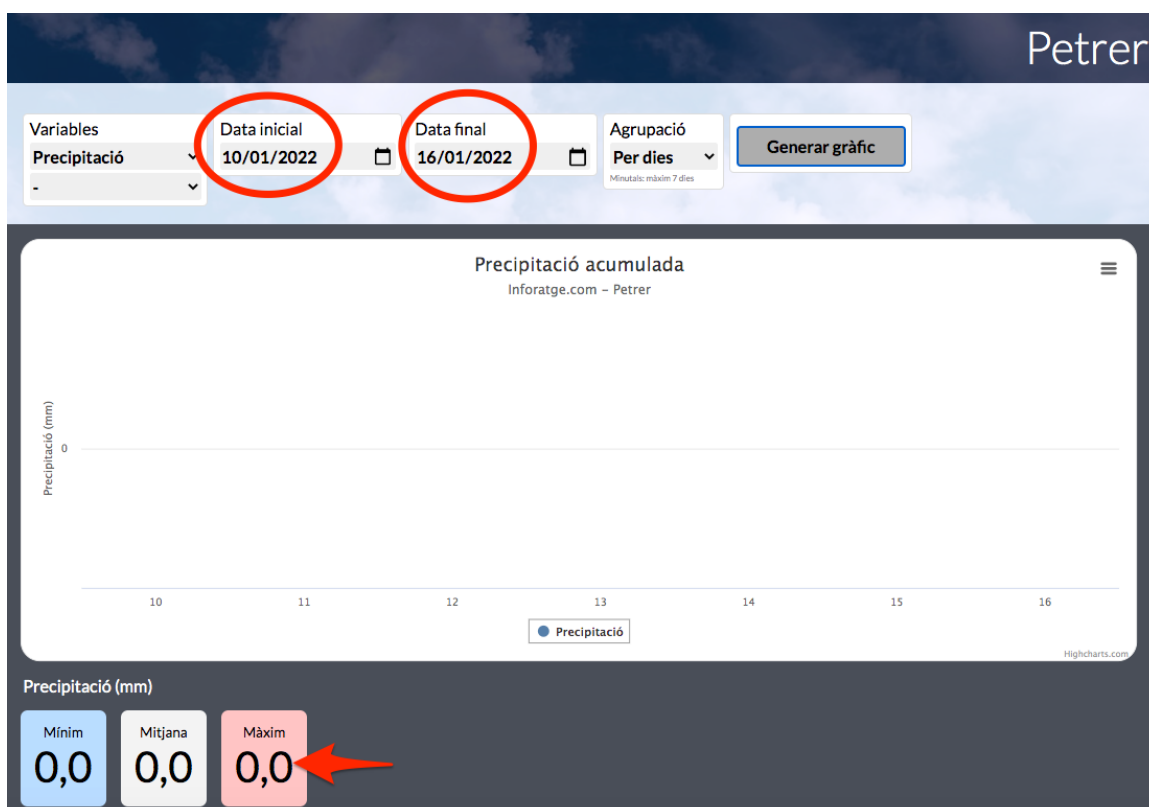 Petrer
Variables
Data inicial
Data final
Agrupació
Precipitació
10/01/2022
16/01/2022
Per dies
Generar gràfic
-
Minutals: màxim 7 dies
Precipitació acumulada
Inforatge.com – Petrer
Precipitació (mm)
0
10 11 12 13 14 15 16
Precipitació
Highcharts.com
Precipitació (mm)
Mínim
Mitjana
Màxim
0,0
0,0
0,0